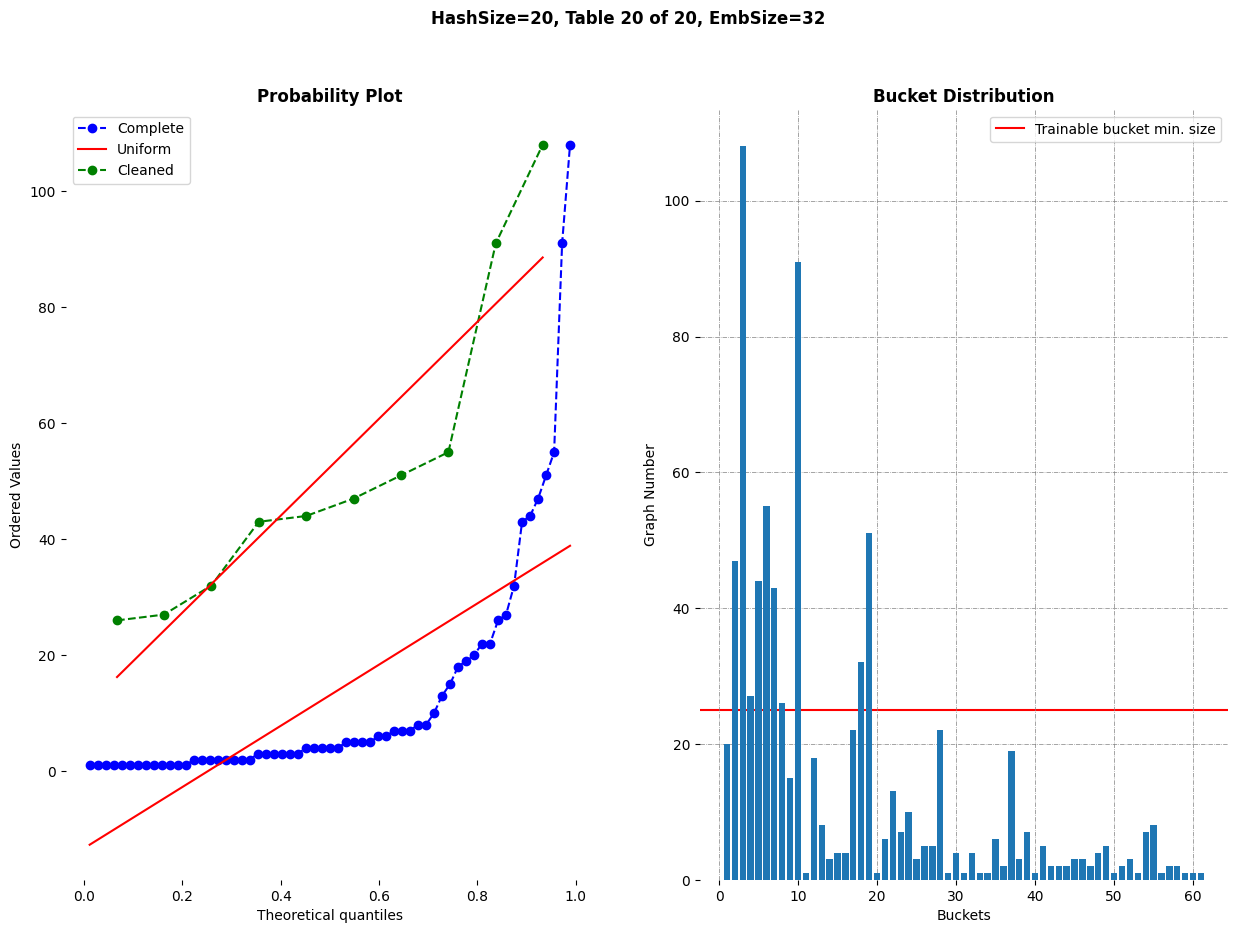 HashSize=20, Table 20 of 20, EmbSize=32
Probability Plot
Complete
Uniform
Cleaned
Ordered Values
100
80
60
40
20
0
0.0 0.2 0.4 0.6 0.8 1.0
Theoretical quantiles
Bucket Distribution
Trainable bucket min. size
Graph Number
100
80
60
40
20
0
0 10 20 30 40 50 60
Buckets